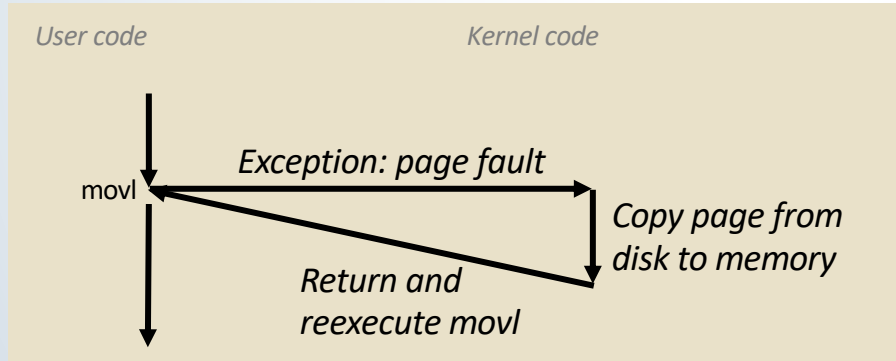 User code
Kernel code
Exception: page fault
movl
Copy page from
disk to memory
Return and
reexecute movl